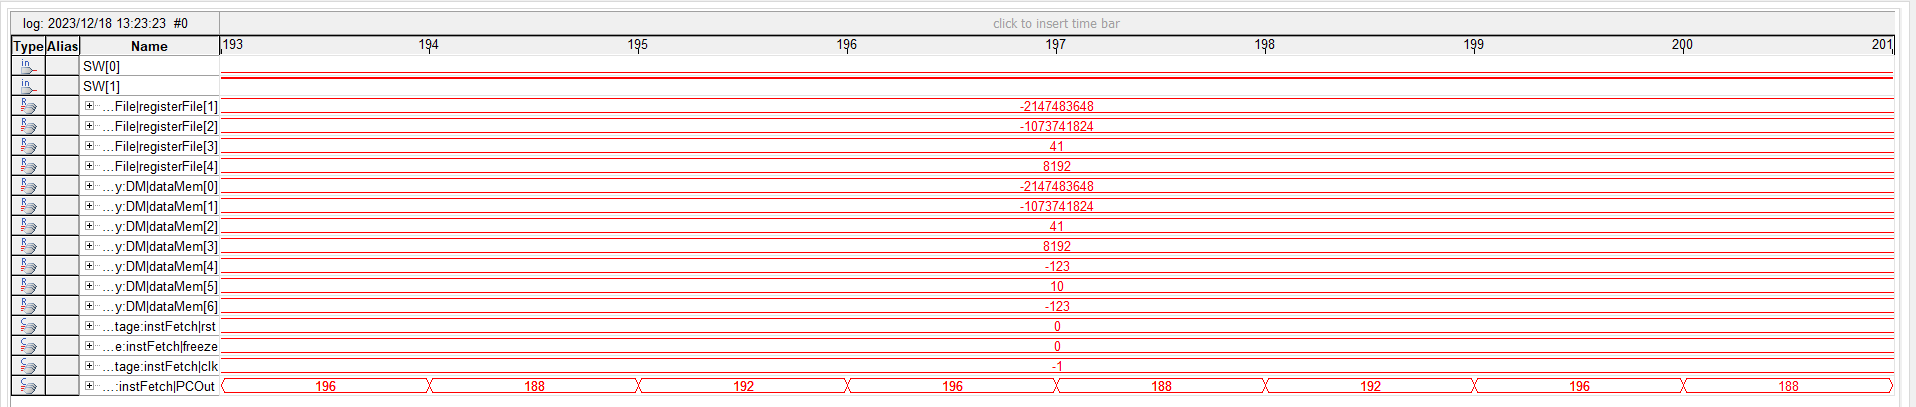 log: 2023/12/18 13:23:23 #0 click to insert time bar
Type Alias Name 193 194 195 196 197 198 199 200 201
in SW[0]
in SW[1]
R ...File|registerFile[1] -2147483648
R ...File|registerFile[2] -1073741824
R ...File|registerFile[3] 41
R ...File|registerFile[4] 8192
R ...y:DM|dataMem[0] -2147483648
R ...y:DM|dataMem[1] -1073741824
R ...y:DM|dataMem[2] 41
R ...y:DM|dataMem[3] 8192
R ...y:DM|dataMem[4] -123
R ...y:DM|dataMem[5] 10
R ...y:DM|dataMem[6] -123
C ...tage:instFetch|rst 0
C ...e:instFetch|freeze 0
C ...tage:instFetch|clk -1
C ...:instFetch|PCOut 196 188 192 196 188 192 196 188